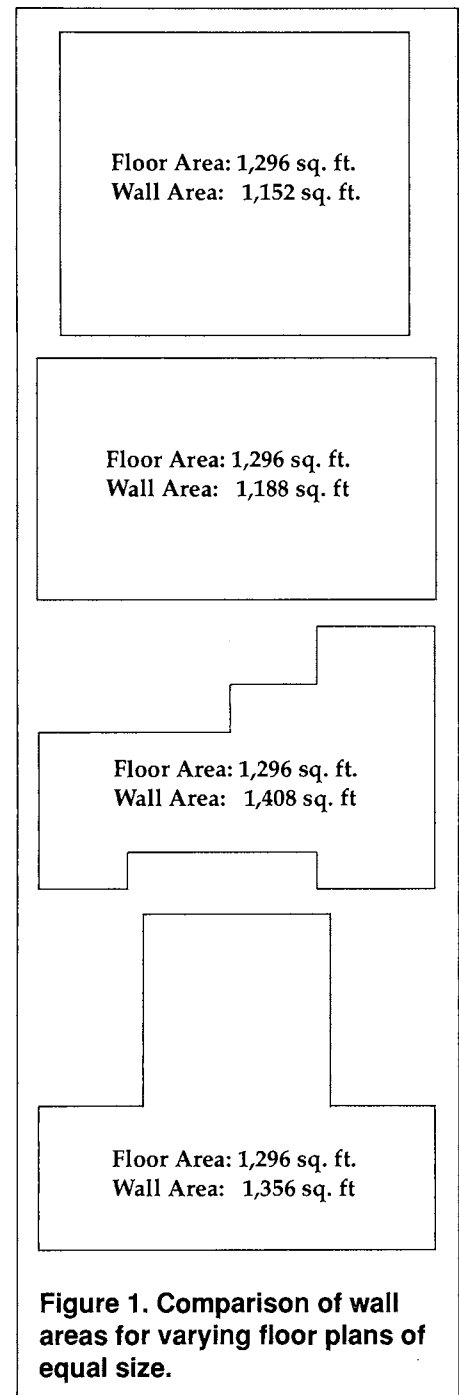 Floor Area: 1,296 sq. ft.
Wall Area: 1,152 sq. ft.
Floor Area: 1,296 sq. ft.
Wall Area: 1,188 sq. ft
Floor Area: 1,296 sq. ft.
Wall Area: 1,408 sq. ft
Floor Area: 1,296 sq. ft.
Wall Area: 1,356 sq. ft
Figure 1. Comparison of wall
areas for varying floor plans of
equal size.